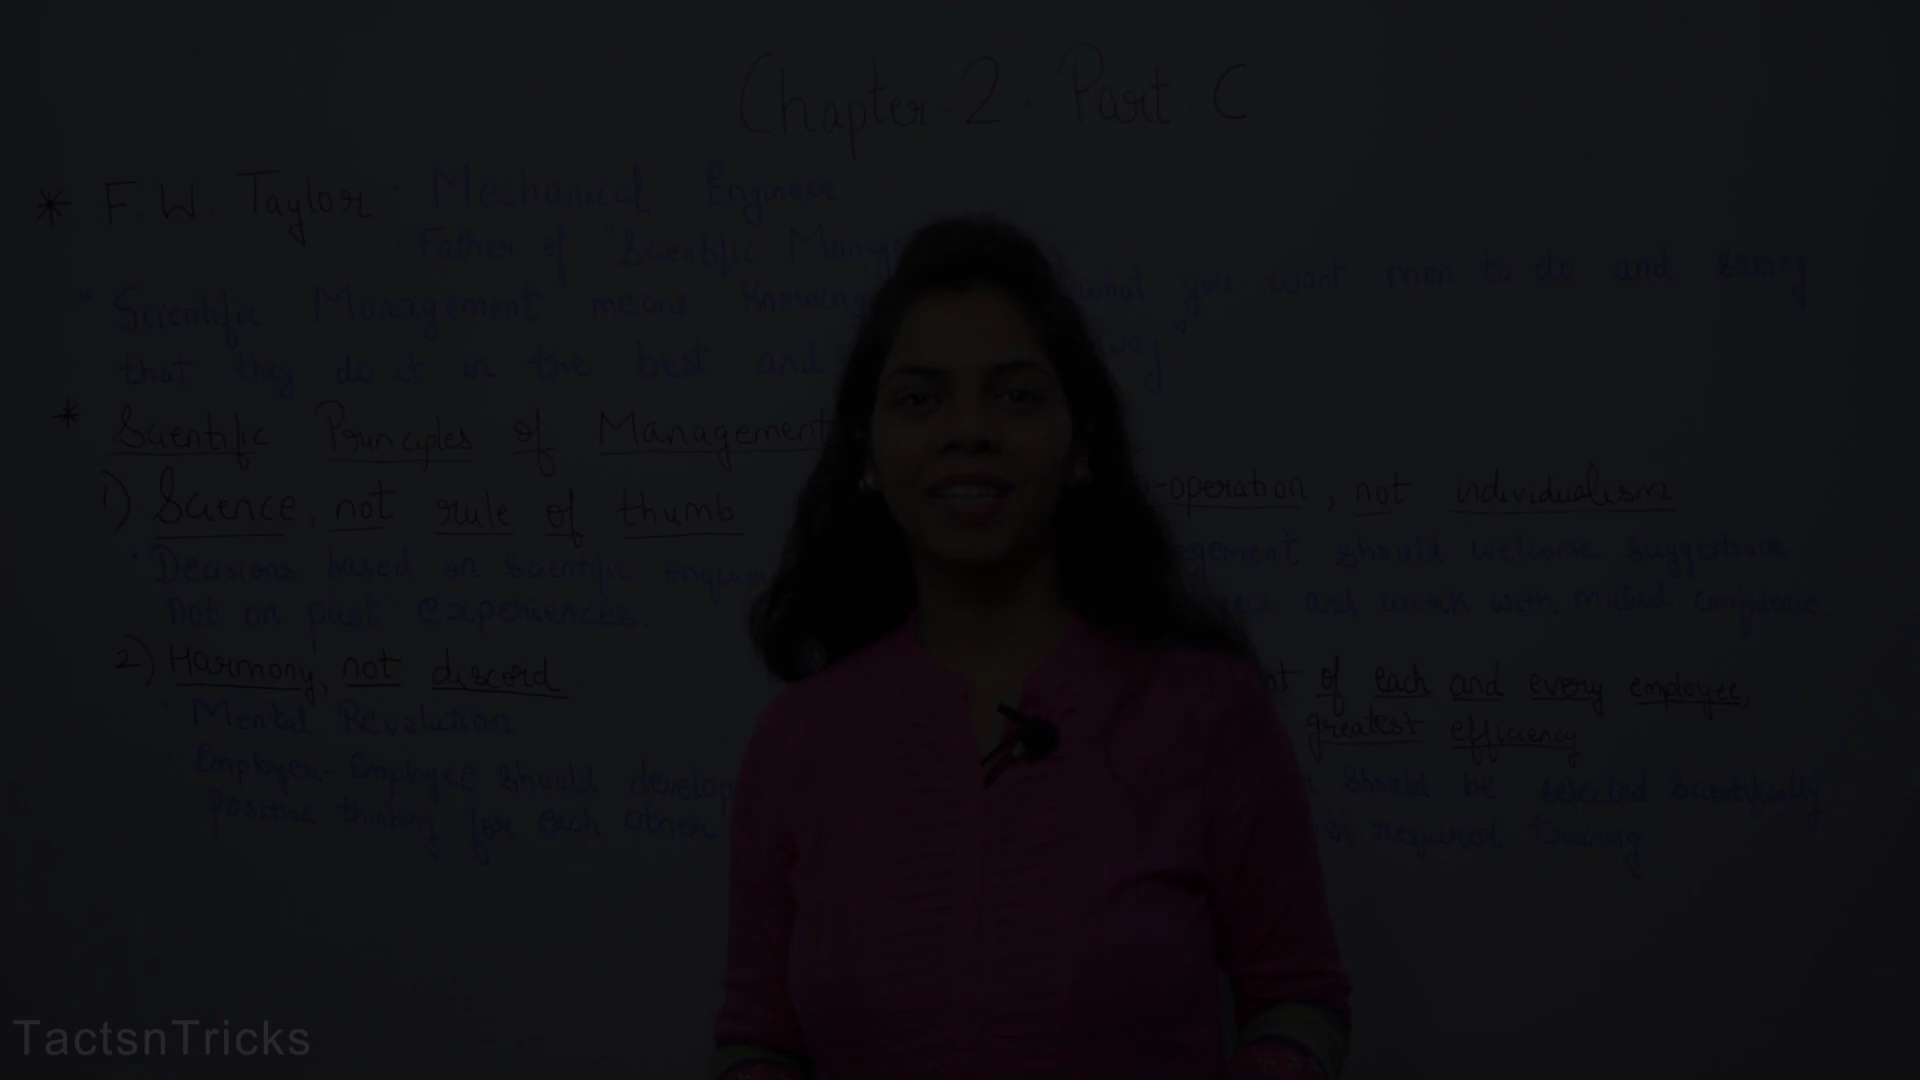 Chapter-2. Part C
* F. W. Taylor: Mechanical Engineer
Father of "Scientific
"Scientific Management means Knowing what you want men to do and seeing
that they do it in the best and way"
* Scientific Principles of Management
1) Science, not rule of thumb
Decisions based on scientific
Not on past experiences.
2) Harmony, not discord
Mental Revolution
Employer-Employee should develop
positive thinking for each other
-operation, not individualism
should welcome suggestions
and work with mutual confidence
of each and every employee,
greatest efficiency
should be selected scientifically
required training
TactsnTricks